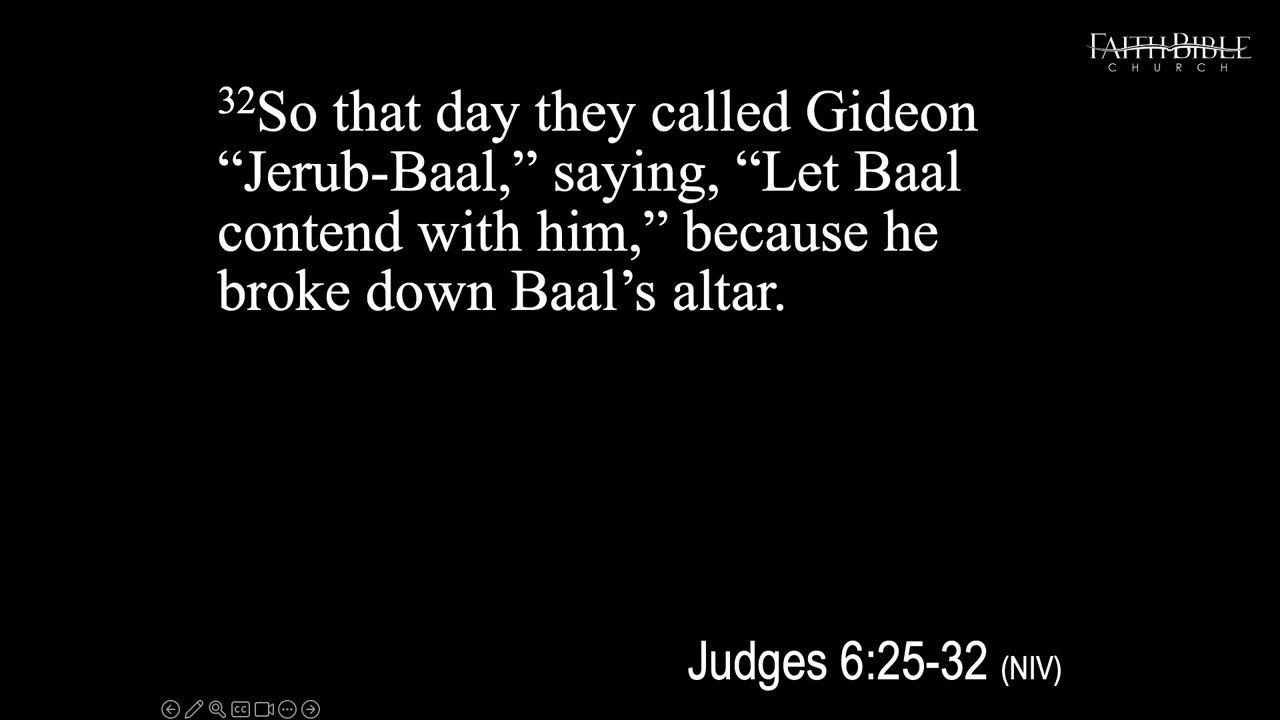 FAITH BIBLE
CHURCH
32So that day they called Gideon
“Jerub-Baal,” saying, “Let Baal
contend with him,” because he
broke down Baal’s altar.
Judges 6:25-32 (NIV)
CC